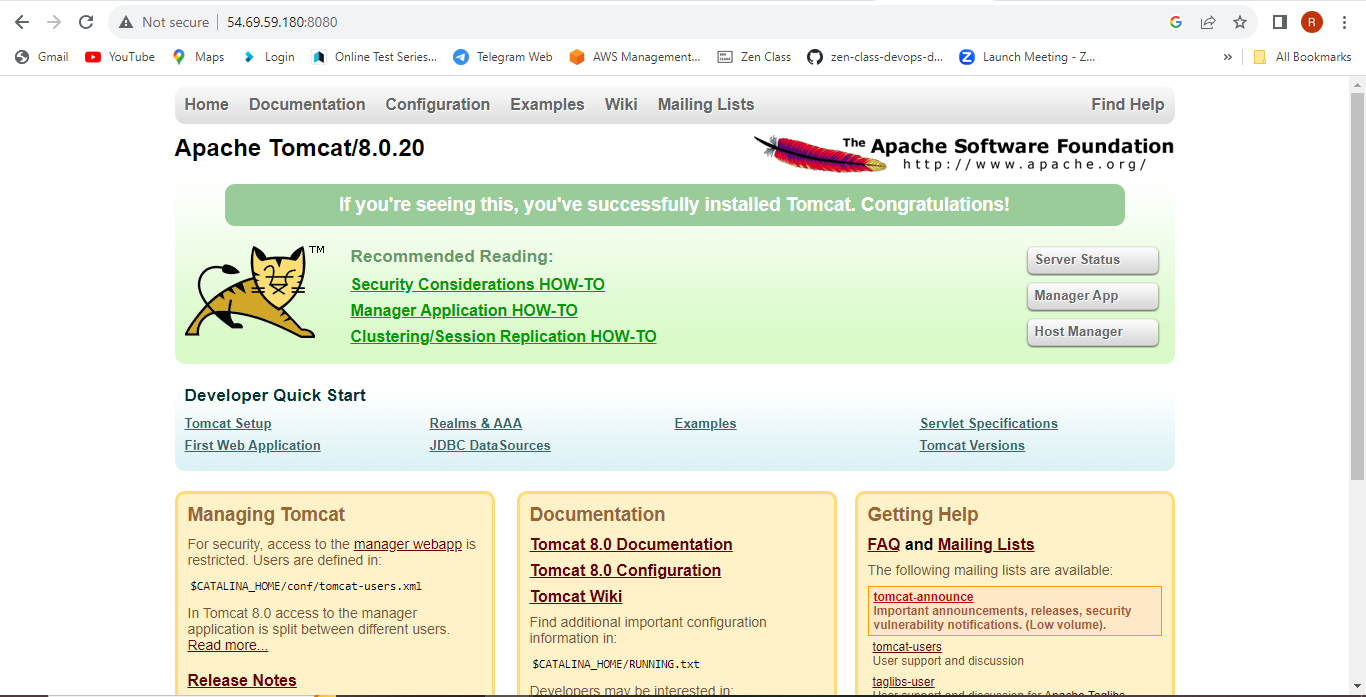 Not secure 54.69.59.180:8080
R
Gmail YouTube Maps Login Online Test Series... Telegram Web AWS Management... Zen Class zen-class-devops-d... Launch Meeting - Z... » All Bookmarks
Home Documentation Configuration Examples Wiki Mailing Lists Find Help
Apache Tomcat/8.0.20
The Apache Software Foundation
http://www.apache.org/
If you're seeing this, you've successfully installed Tomcat. Congratulations!
TM
Recommended Reading:
Security Considerations HOW-TO
Manager Application HOW-TO
Clustering/Session Replication HOW-TO
Server Status
Manager App
Host Manager
Developer Quick Start
Tomcat Setup
First Web Application
Realms & AAA
JDBC DataSources
Examples
Servlet Specifications
Tomcat Versions
Managing Tomcat
For security, access to the manager webapp is
restricted. Users are defined in:
$CATALINA_HOME/conf/tomcat-users.xml
In Tomcat 8.0 access to the manager
application is split between different users.
Read more...
Release Notes
Documentation
Tomcat 8.0 Documentation
Tomcat 8.0 Configuration
Tomcat Wiki
Find additional important configuration
information in:
$CATALINA_HOME/RUNNING.txt
Developers may be interested in:
Getting Help
FAQ and Mailing Lists
The following mailing lists are available:
tomcat-announce
Important announcements, releases, security
vulnerability notifications. (Low volume).
tomcat-users
User support and discussion
taglibs-user
User support and discussion for Apache Taglibs